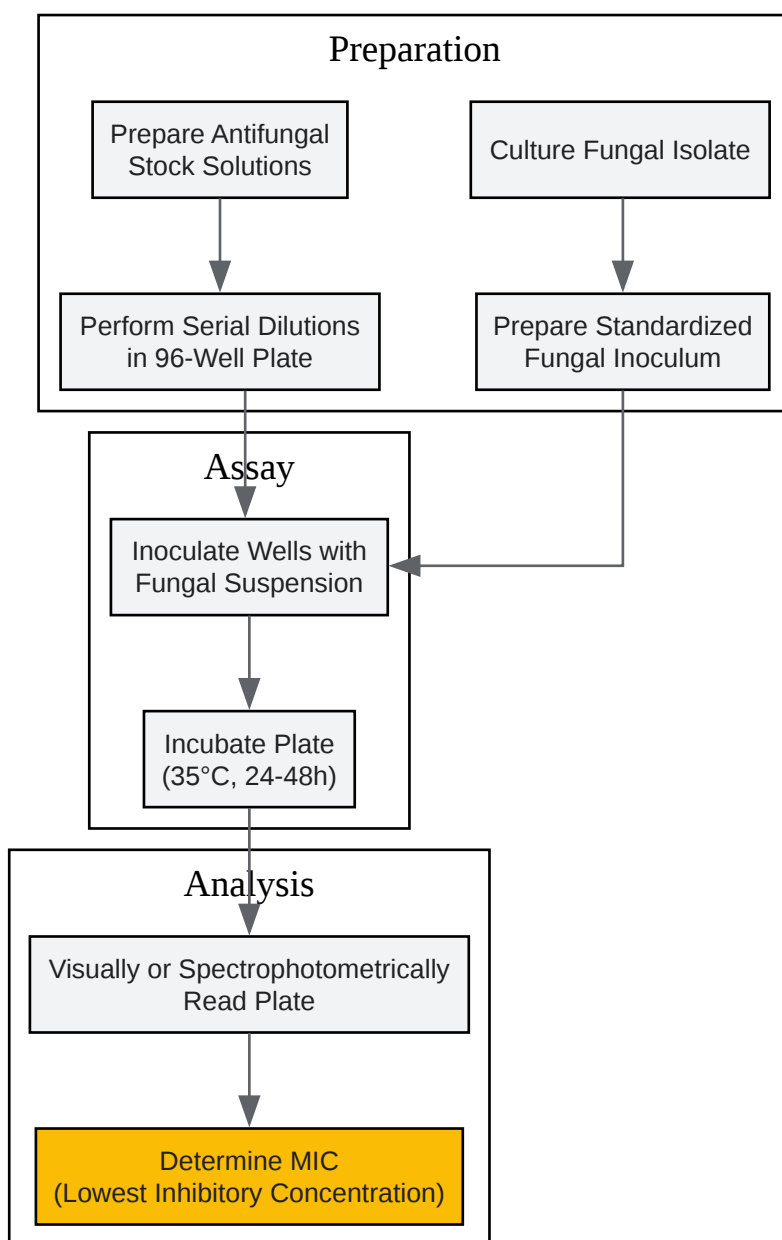 Preparation
Prepare Antifungal
Stock Solutions
Culture Fungal Isolate
Perform Serial Dilutions
in 96-Well Plate
Prepare Standardized
Fungal Inoculum
Assay
Inoculate Wells with
Fungal Suspension
Incubate Plate
(35°C, 24-48h)
Analysis
Visually or Spectrophotometrically
Read Plate
Determine MIC
(Lowest Inhibitory Concentration)